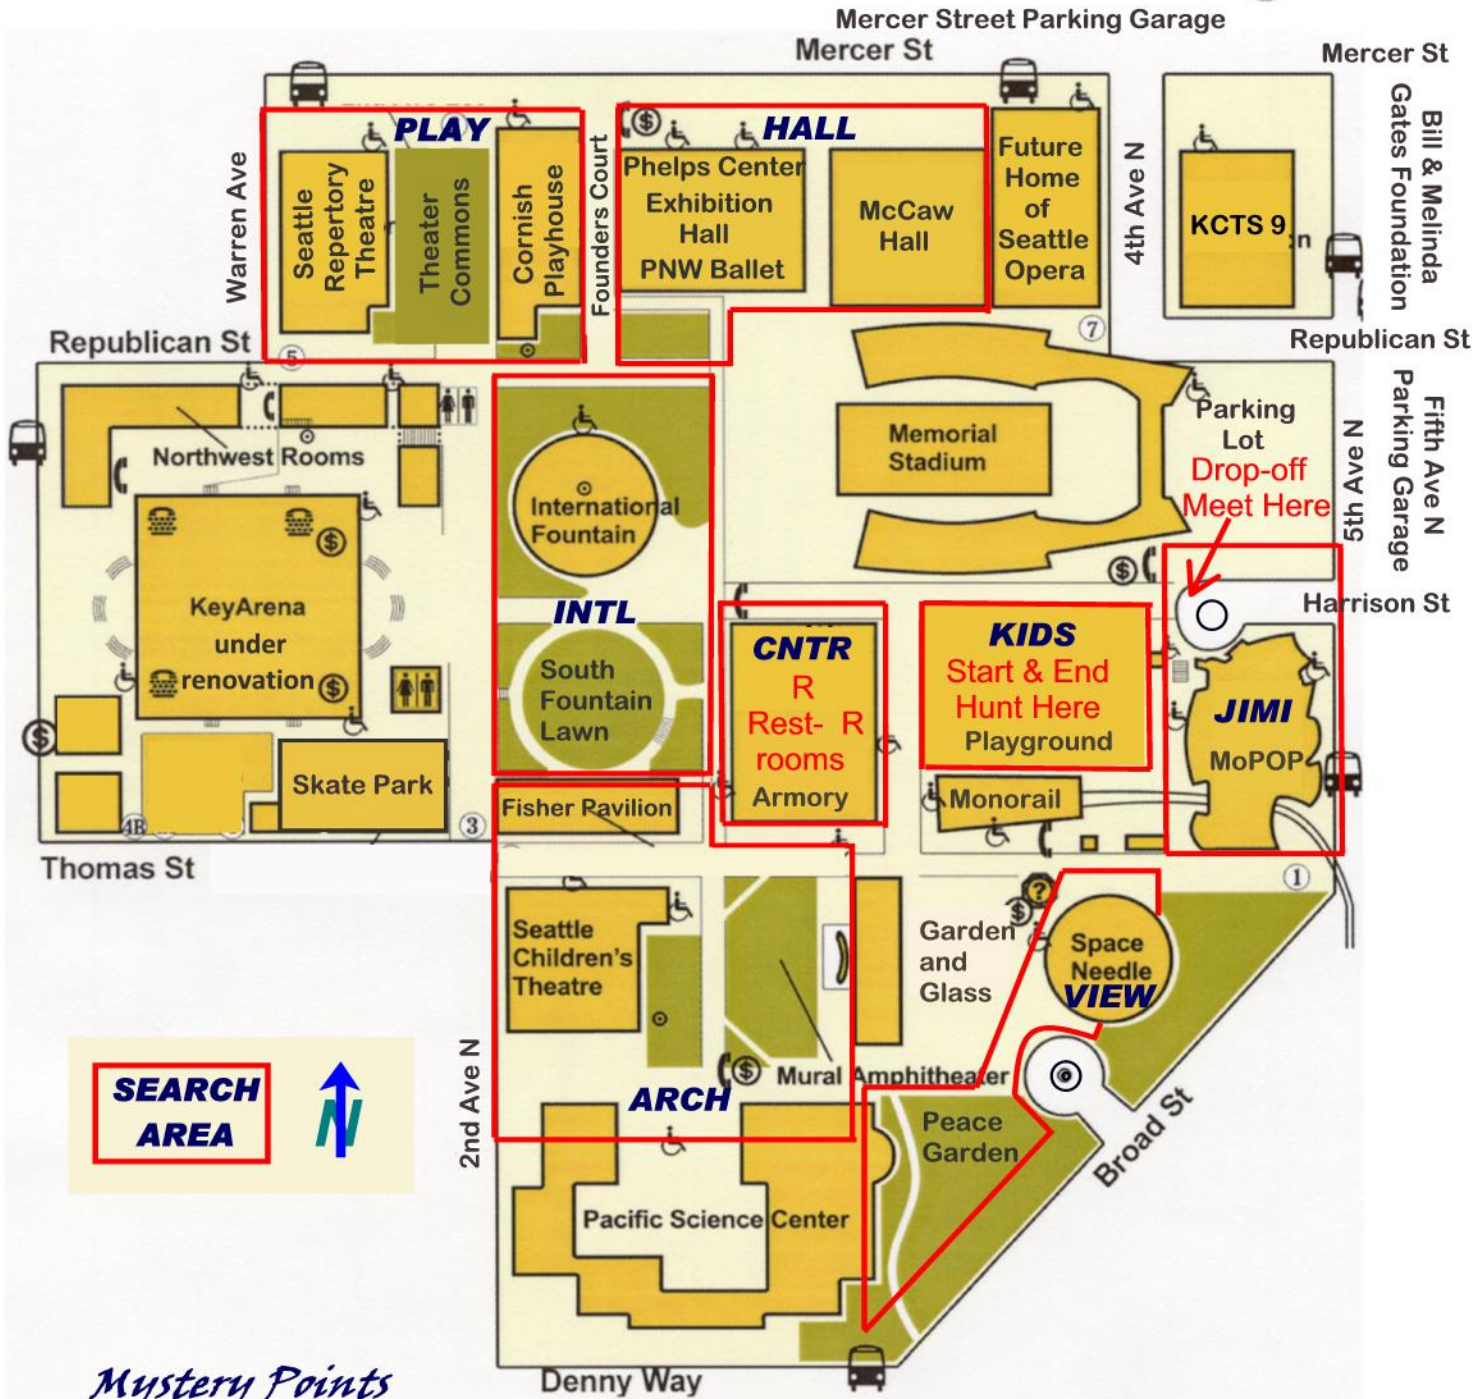 Mercer Street Parking Garage
Mercer St
Mercer St
Bill & Melinda
Gates Foundation
Warren Ave
PLAY
Seattle
Repertory
Theatre
Theater
Commons
Cornish
Playhouse
Founders Court
$
HALL
Phelps Center
Exhibition
Hall
PNW Ballet
McCaw
Hall
Future
Home
of
Seattle
Opera
4th Ave N
KCTS 9
n
7
Republican St
Republican St
5
Northwest Rooms
KeyArena
under
renovation
$
$
$
Skate Park
4B
3
Thomas St
International
Fountain
INTL
South
Fountain
Lawn
Memorial
Stadium
Parking
Lot
Drop-off
Meet Here
5th Ave N
Fifth Ave N
Parking Garage
$
Harrison St
CNTR
R
Rest- R
rooms
Armory
KIDS
Start & End
Hunt Here
Playground
JIMI
MoPOP
Monorail
Fisher Pavilion
1
?
$
Seattle
Children's
Theatre
Garden
and
Glass
Space
Needle
VIEW
$
Mural Amphitheater
ARCH
2nd Ave N
Peace
Garden
Broad St
Pacific Science Center
SEARCH
AREA
N
Denny Way
Mystery Points